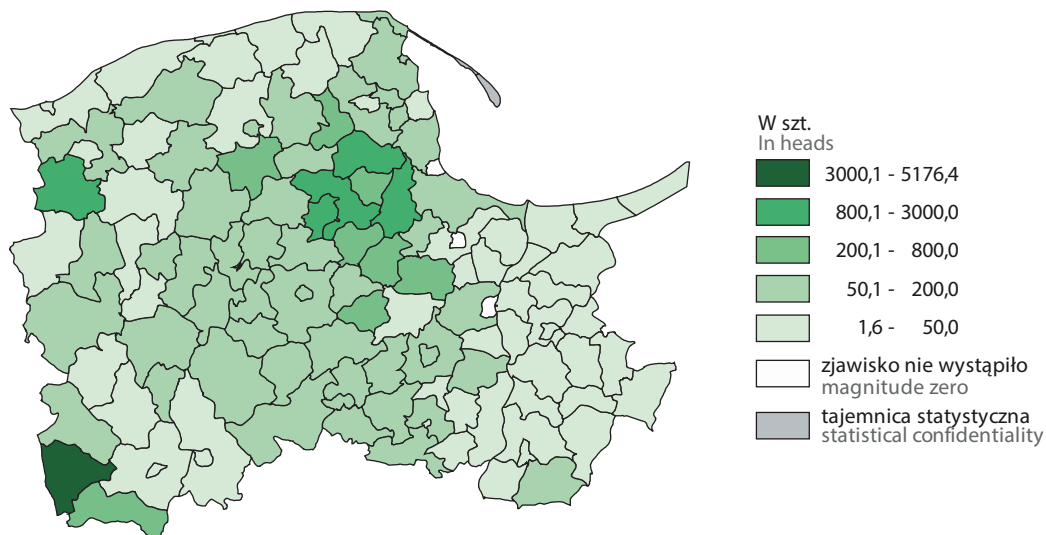 W szt.
In heads
3000,1 - 5176,4
800,1 - 3000,0
200,1 - 800,0
50,1 - 200,0
1,6 - 50,0
zjawisko nie wystąpiło
magnitude zero
tajemnica statystyczna
statistical confidentiality